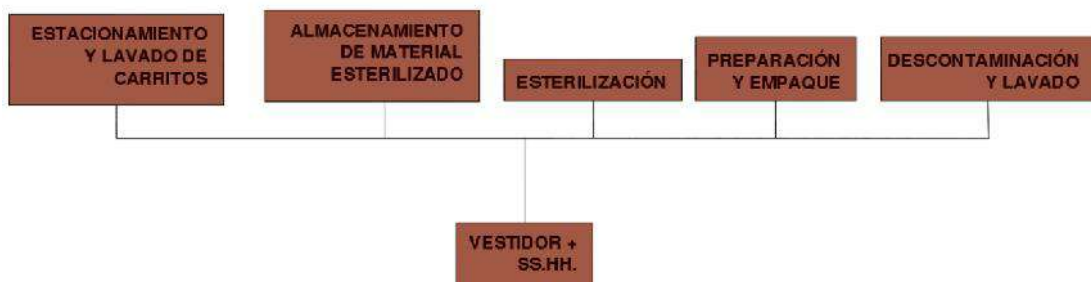 ESTACIONAMIENTO
Y LAVADO DE
CARRITOS
ALMACENAMIENTO
DE MATERIAL
ESTERILIZADO
ESTERILIZACIÓN
PREPARACIÓN
Y EMPAQUE
DESCONTAMINACIÓN
Y LAVADO
VESTIDOR +
SS.HH.